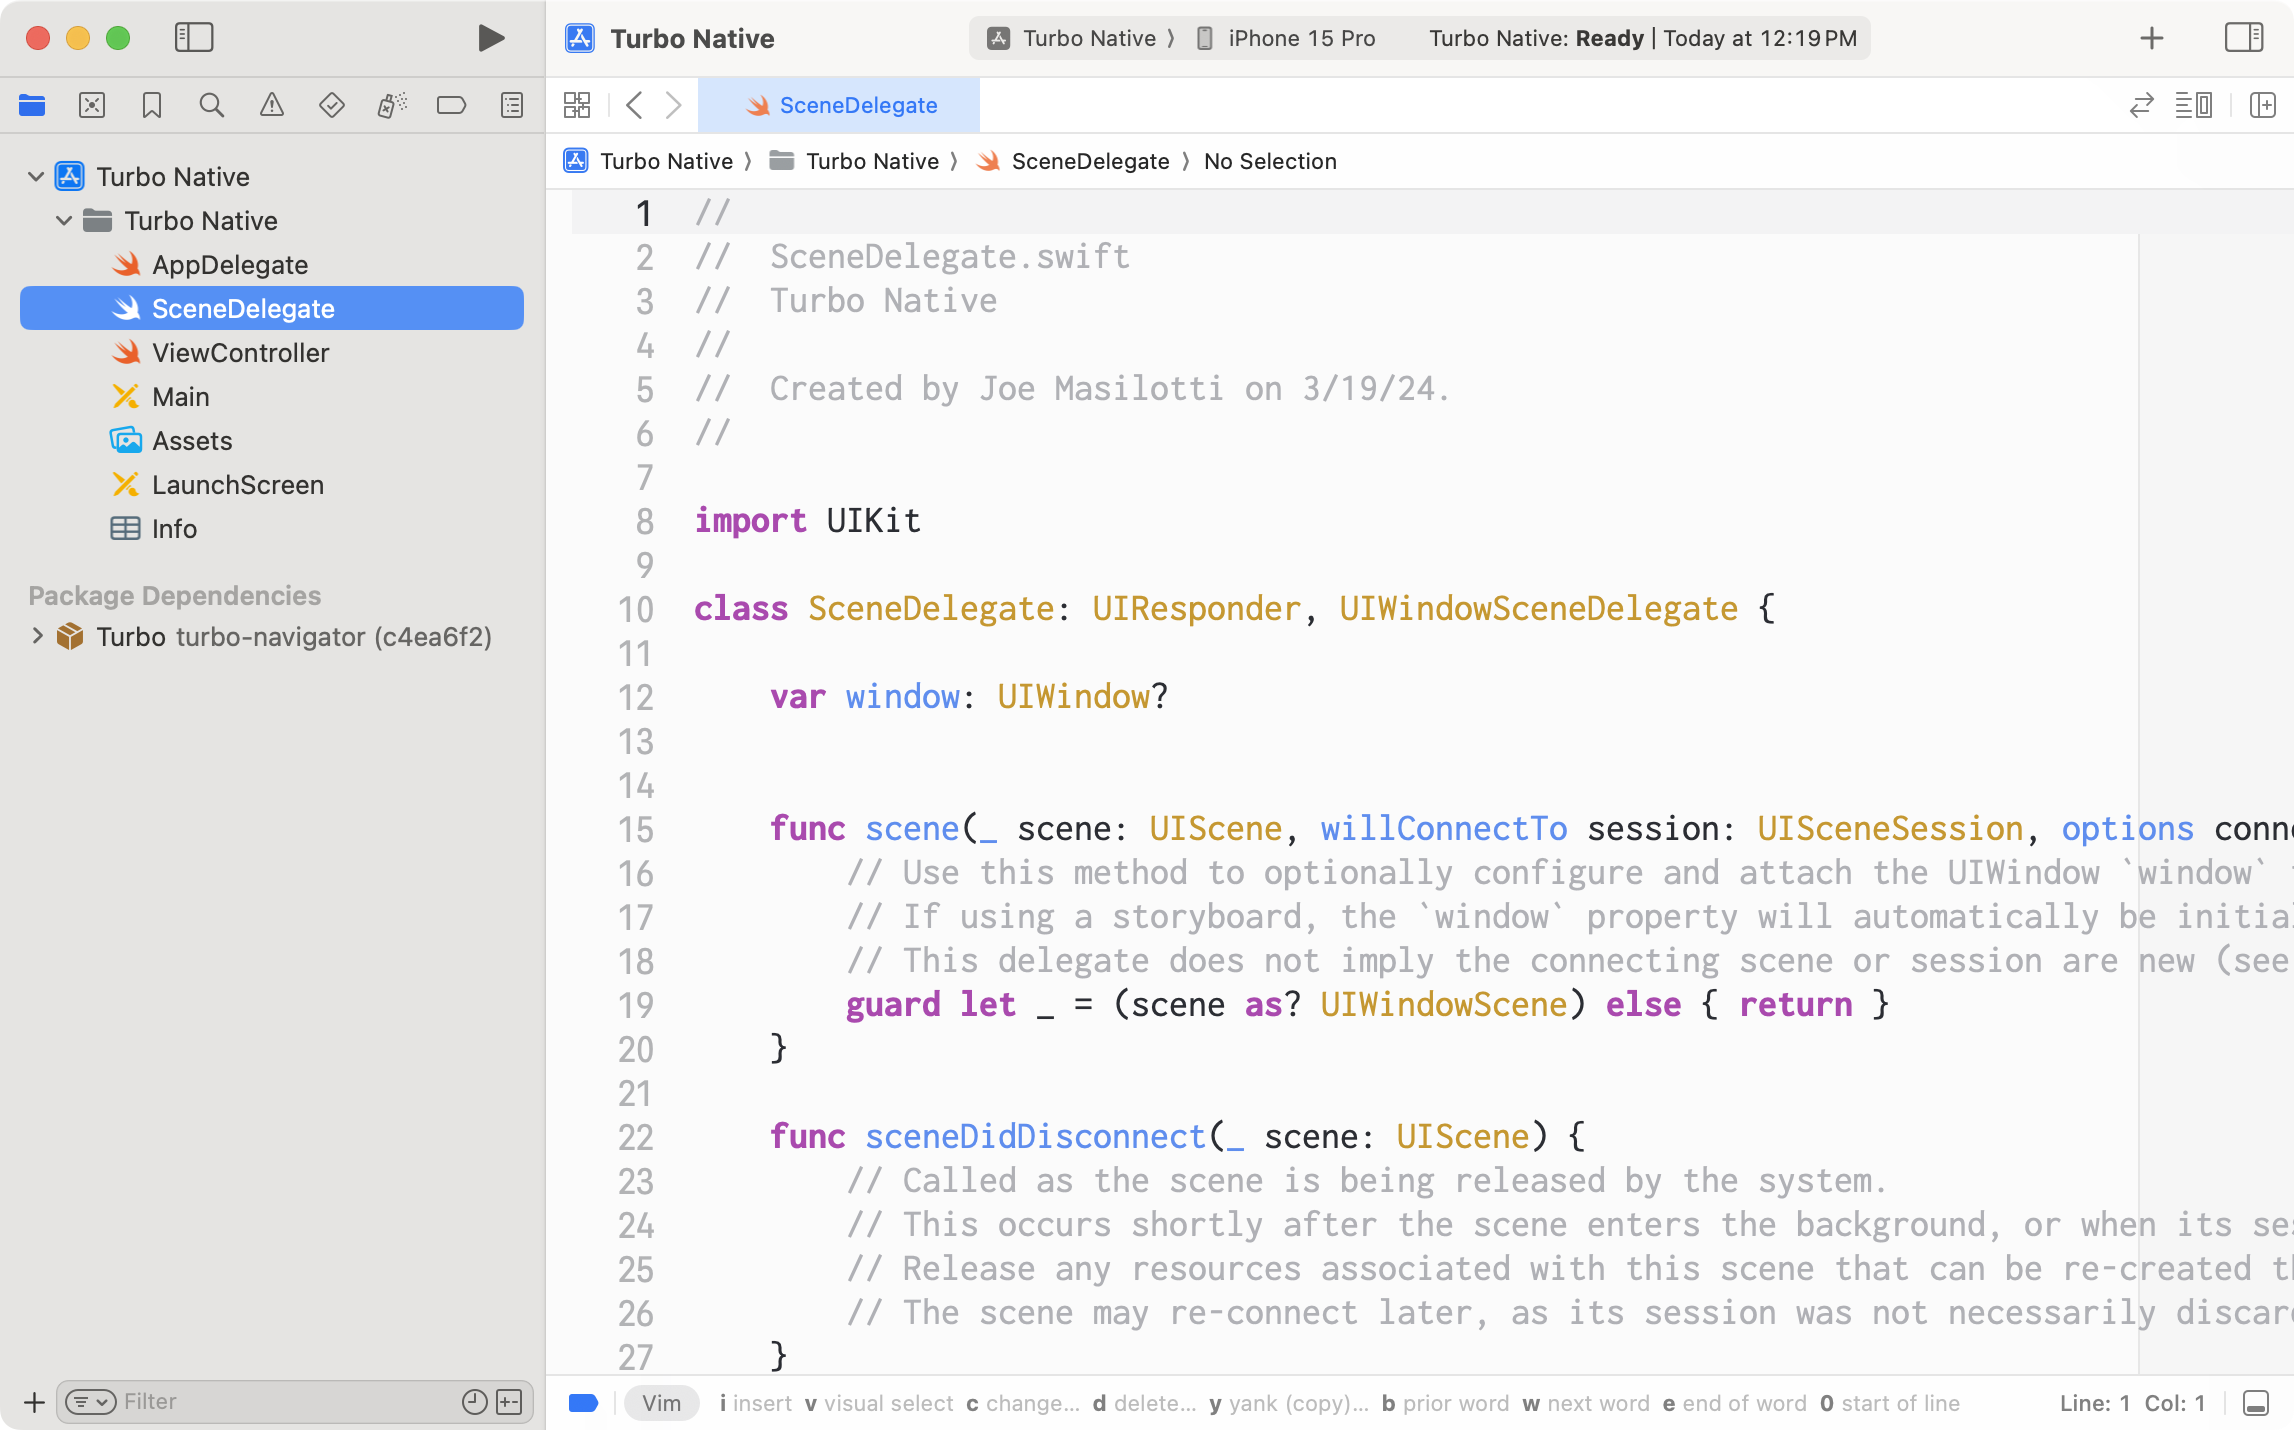 Turbo Native
Turbo Native 〉 iPhone 15 Pro
Turbo Native: Ready | Today at 12:19 PM
SceneDelegate
Turbo Native 〉 Turbo Native 〉 SceneDelegate 〉 No Selection
Turbo Native
Turbo Native
AppDelegate
SceneDelegate
ViewController
Main
Assets
LaunchScreen
Info
Package Dependencies
Turbo turbo-navigator (c4ea6f2)
Filter
1 //
2 //  SceneDelegate.swift
3 //  Turbo Native
4 //
5 //  Created by Joe Masilotti on 3/19/24.
6 //
7
8 import UIKit
9
10 class SceneDelegate: UIResponder, UIWindowSceneDelegate {
11
12     var window: UIWindow?
13
14
15     func scene(_ scene: UIScene, willConnectTo session: UISceneSession, options
16         // Use this method to optionally configure and attach the UIWindow `window`
17         // If using a storyboard, the `window` property will automatically be
18         // This delegate does not imply the connecting scene or session are new (see
19         guard let _ = (scene as? UIWindowScene) else { return }
20     }
21
22     func sceneDidDisconnect(_ scene: UIScene) {
23         // Called as the scene is being released by the system.
24         // This occurs shortly after the scene enters the background, or when its
25         // Release any resources associated with this scene that can be re-created
26         // The scene may re-connect later, as its session was not necessarily
27     }
Vim i insert v visual select c change... d delete... y yank (copy)... b prior word w next word e end of word 0 start of line
Line: 1 Col: 1